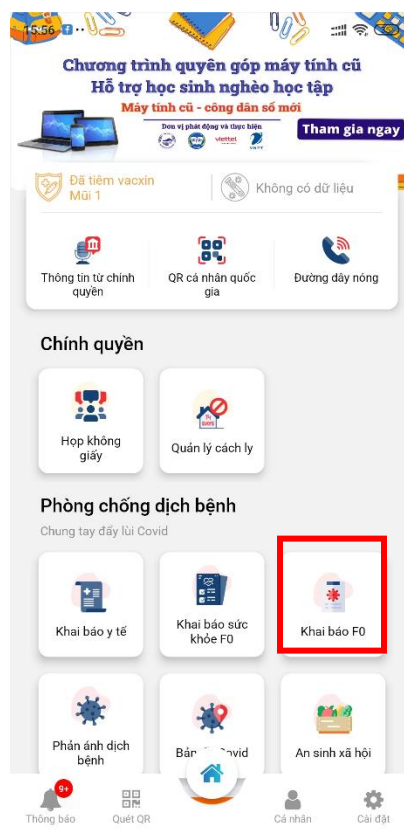 15:56
Chương trình quyên góp máy tính cũ
Hỗ trợ học sinh nghèo học tập
Máy tính cũ - công dân số mới
Đơn vị phát động và thực hiện
viettel
VNPT
Tham gia ngay
Đã tiêm vacxin
Mũi 1
Không có dữ liệu
Thông tin từ chính
quyền
QR cá nhân quốc
gia
Đường dây nóng
Chính quyền
Họp không
giấy
Quản lý cách ly
Phòng chống dịch bệnh
Chung tay đẩy lùi Covid
Khai báo y tế
Khai báo sức
khỏe F0
Khai báo F0
Phản ánh dịch
bệnh
An sinh xã hội
9+
Thông báo
Quét QR
Cá nhân
Cài đặt